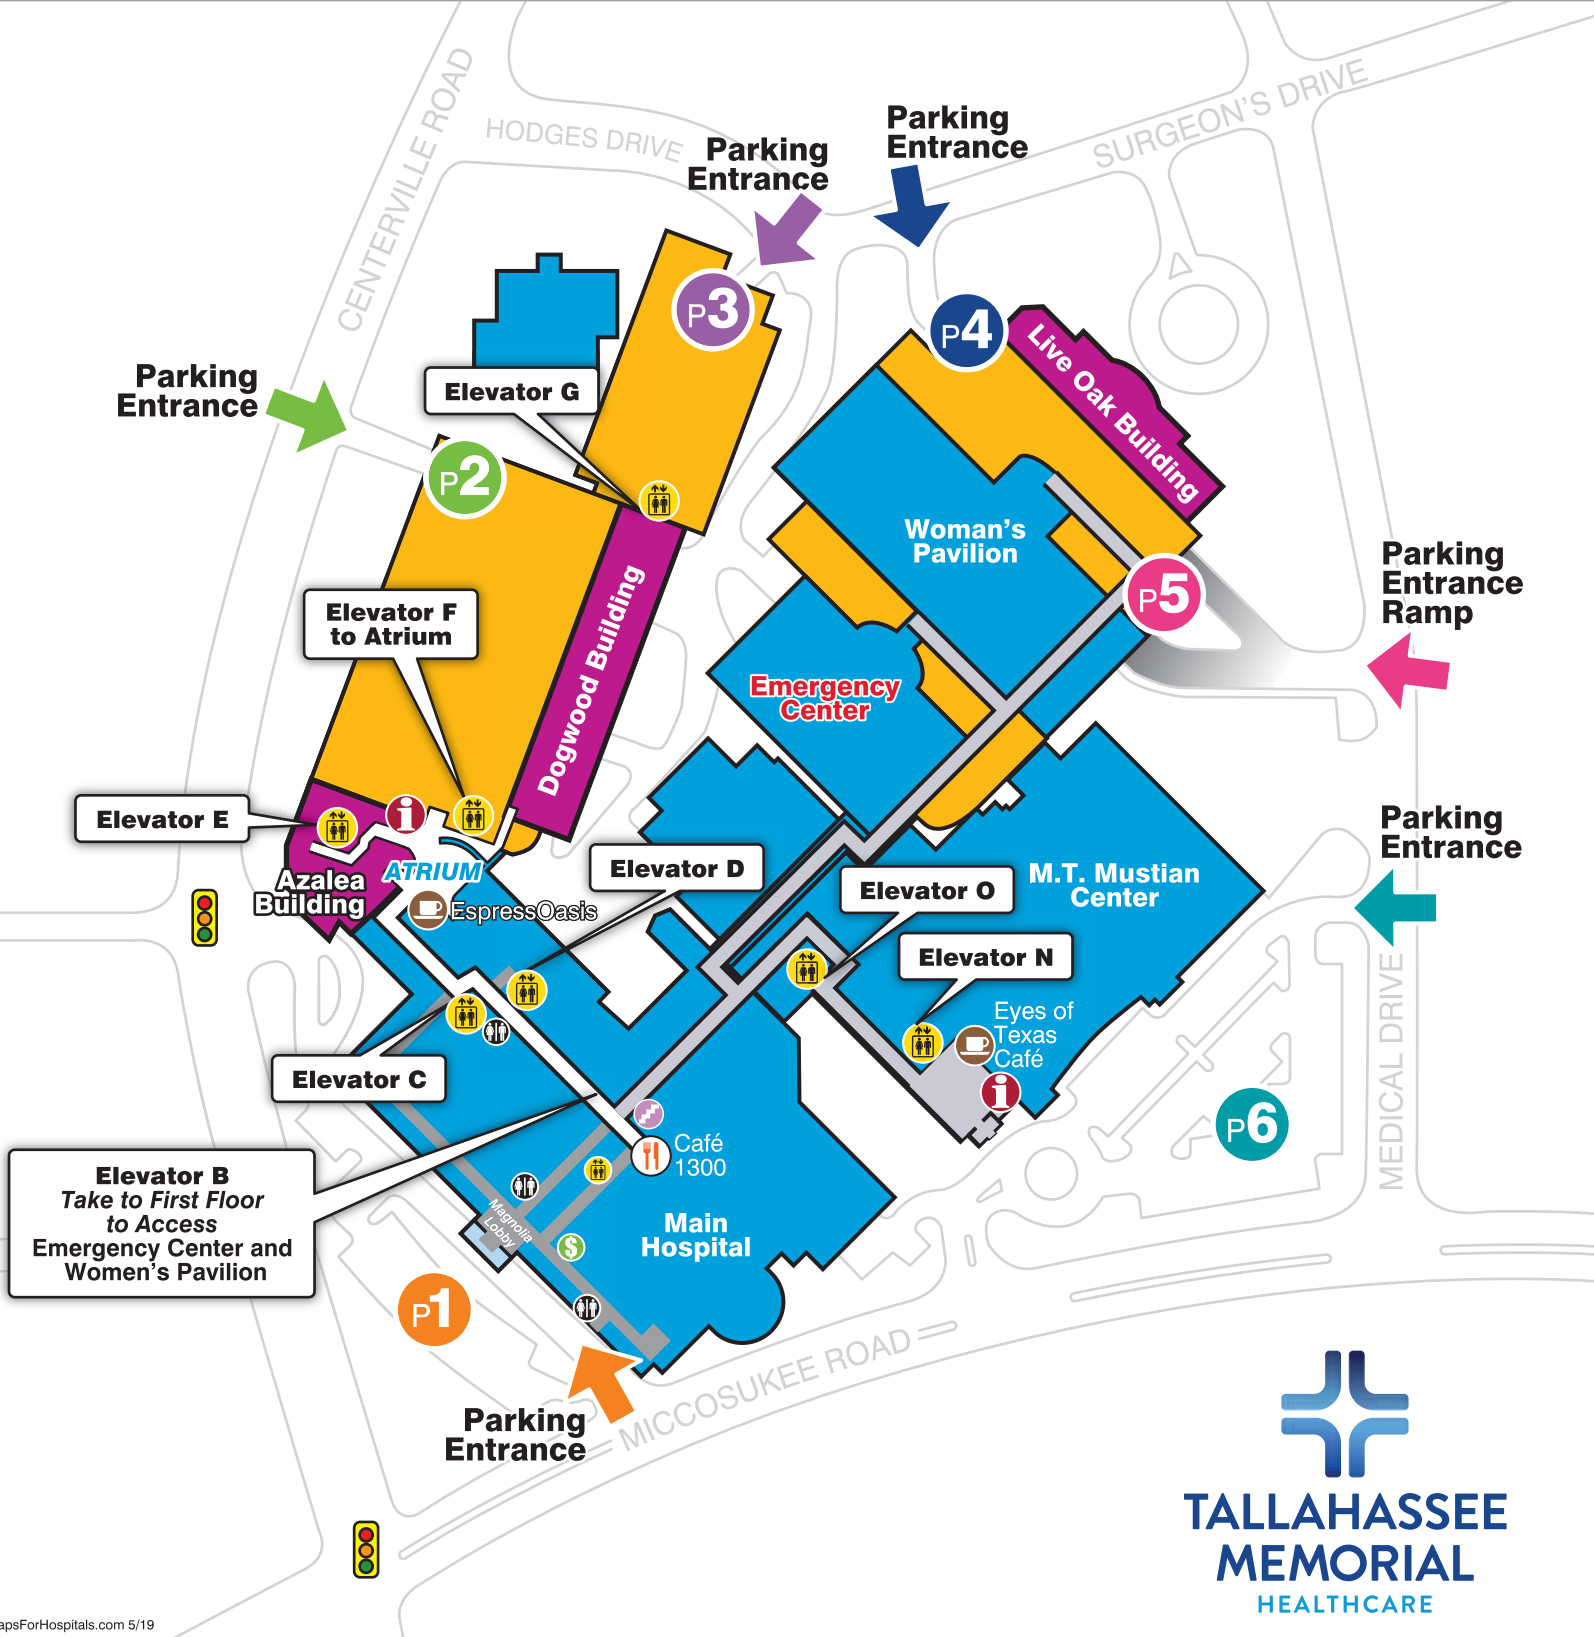 CENTERVILLE ROAD
HODGES DRIVE
SURGEON'S DRIVE
Parking
Entrance
Parking
Entrance
P3
P4
Live Oak Building
Parking
Entrance
Elevator G
P2
Woman's
Pavilion
Parking
Entrance
Ramp
P5
Elevator F
to Atrium
Dogwood Building
Emergency
Center
Elevator E
i
ATRIUM
Azalea
Building
EspressOasis
Elevator D
Elevator O
M.T. Mustian
Center
Parking
Entrance
Elevator N
Eyes of
Texas
Café
i
MEDICAL DRIVE
Elevator C
P6
Café
1300
Elevator B
Take to First Floor
to Access
Emergency Center and
Women's Pavilion
Magnolia
Lobby
$
Main
Hospital
P1
Parking
Entrance
MICCOSUKEE ROAD
TALLAHASSEE
MEMORIAL
HEALTHCARE
apsForHospitals.com 5/19